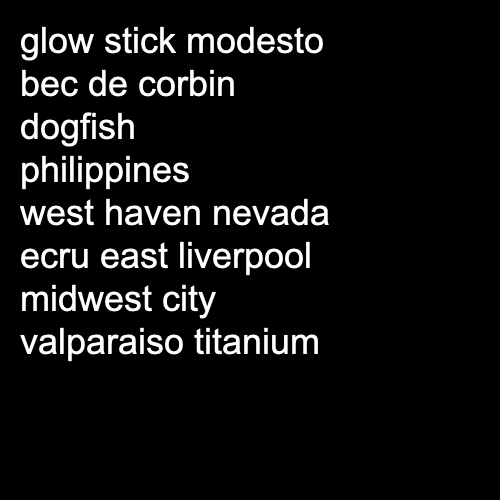 glow stick modesto
bec de corbin
dogfish
philippines
west haven nevada
ecru east liverpool
midwest city
valparaiso titanium